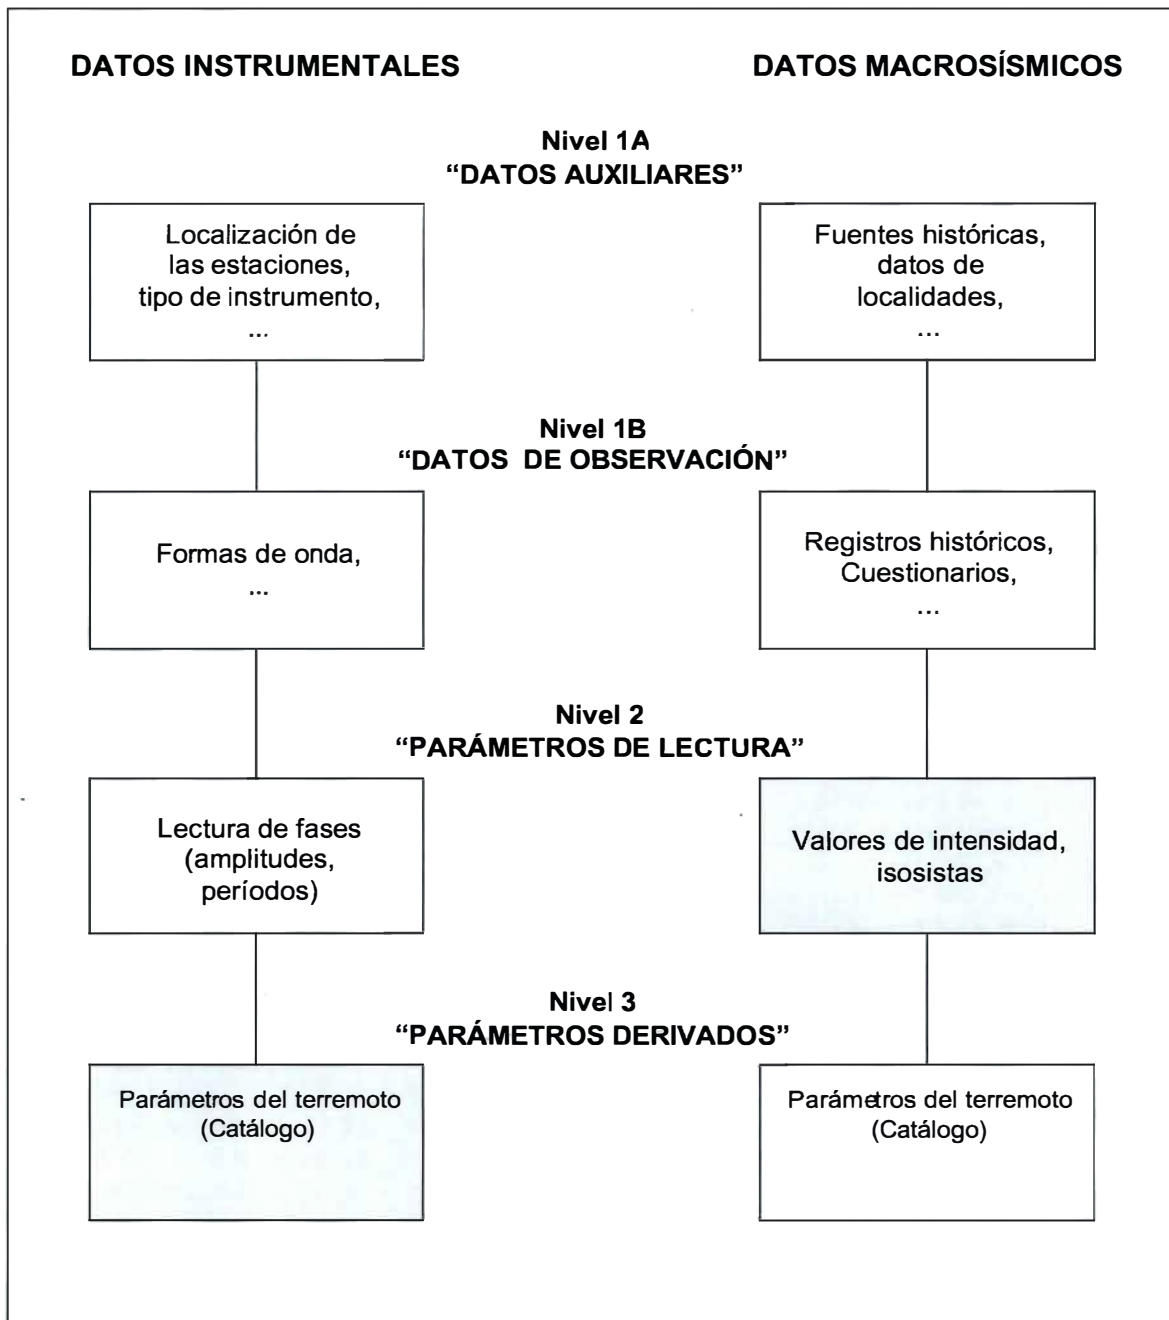 DATOS INSTRUMENTALES
DATOS MACROSÍSMICOS
Nivel 1A
“DATOS AUXILIARES”
Localización de
las estaciones,
tipo de instrumento,
...
Fuentes históricas,
datos de
localidades,
...
Nivel 1B
“DATOS DE OBSERVACIÓN”
Formas de onda,
...
Registros históricos,
Cuestionarios,
...
Nivel 2
“PARÁMETROS DE LECTURA”
Lectura de fases
(amplitudes,
períodos)
Valores de intensidad,
isosistas
Nivel 3
“PARÁMETROS DERIVADOS”
Parámetros del terremoto
(Catálogo)
Parámetros del terremoto
(Catálogo)